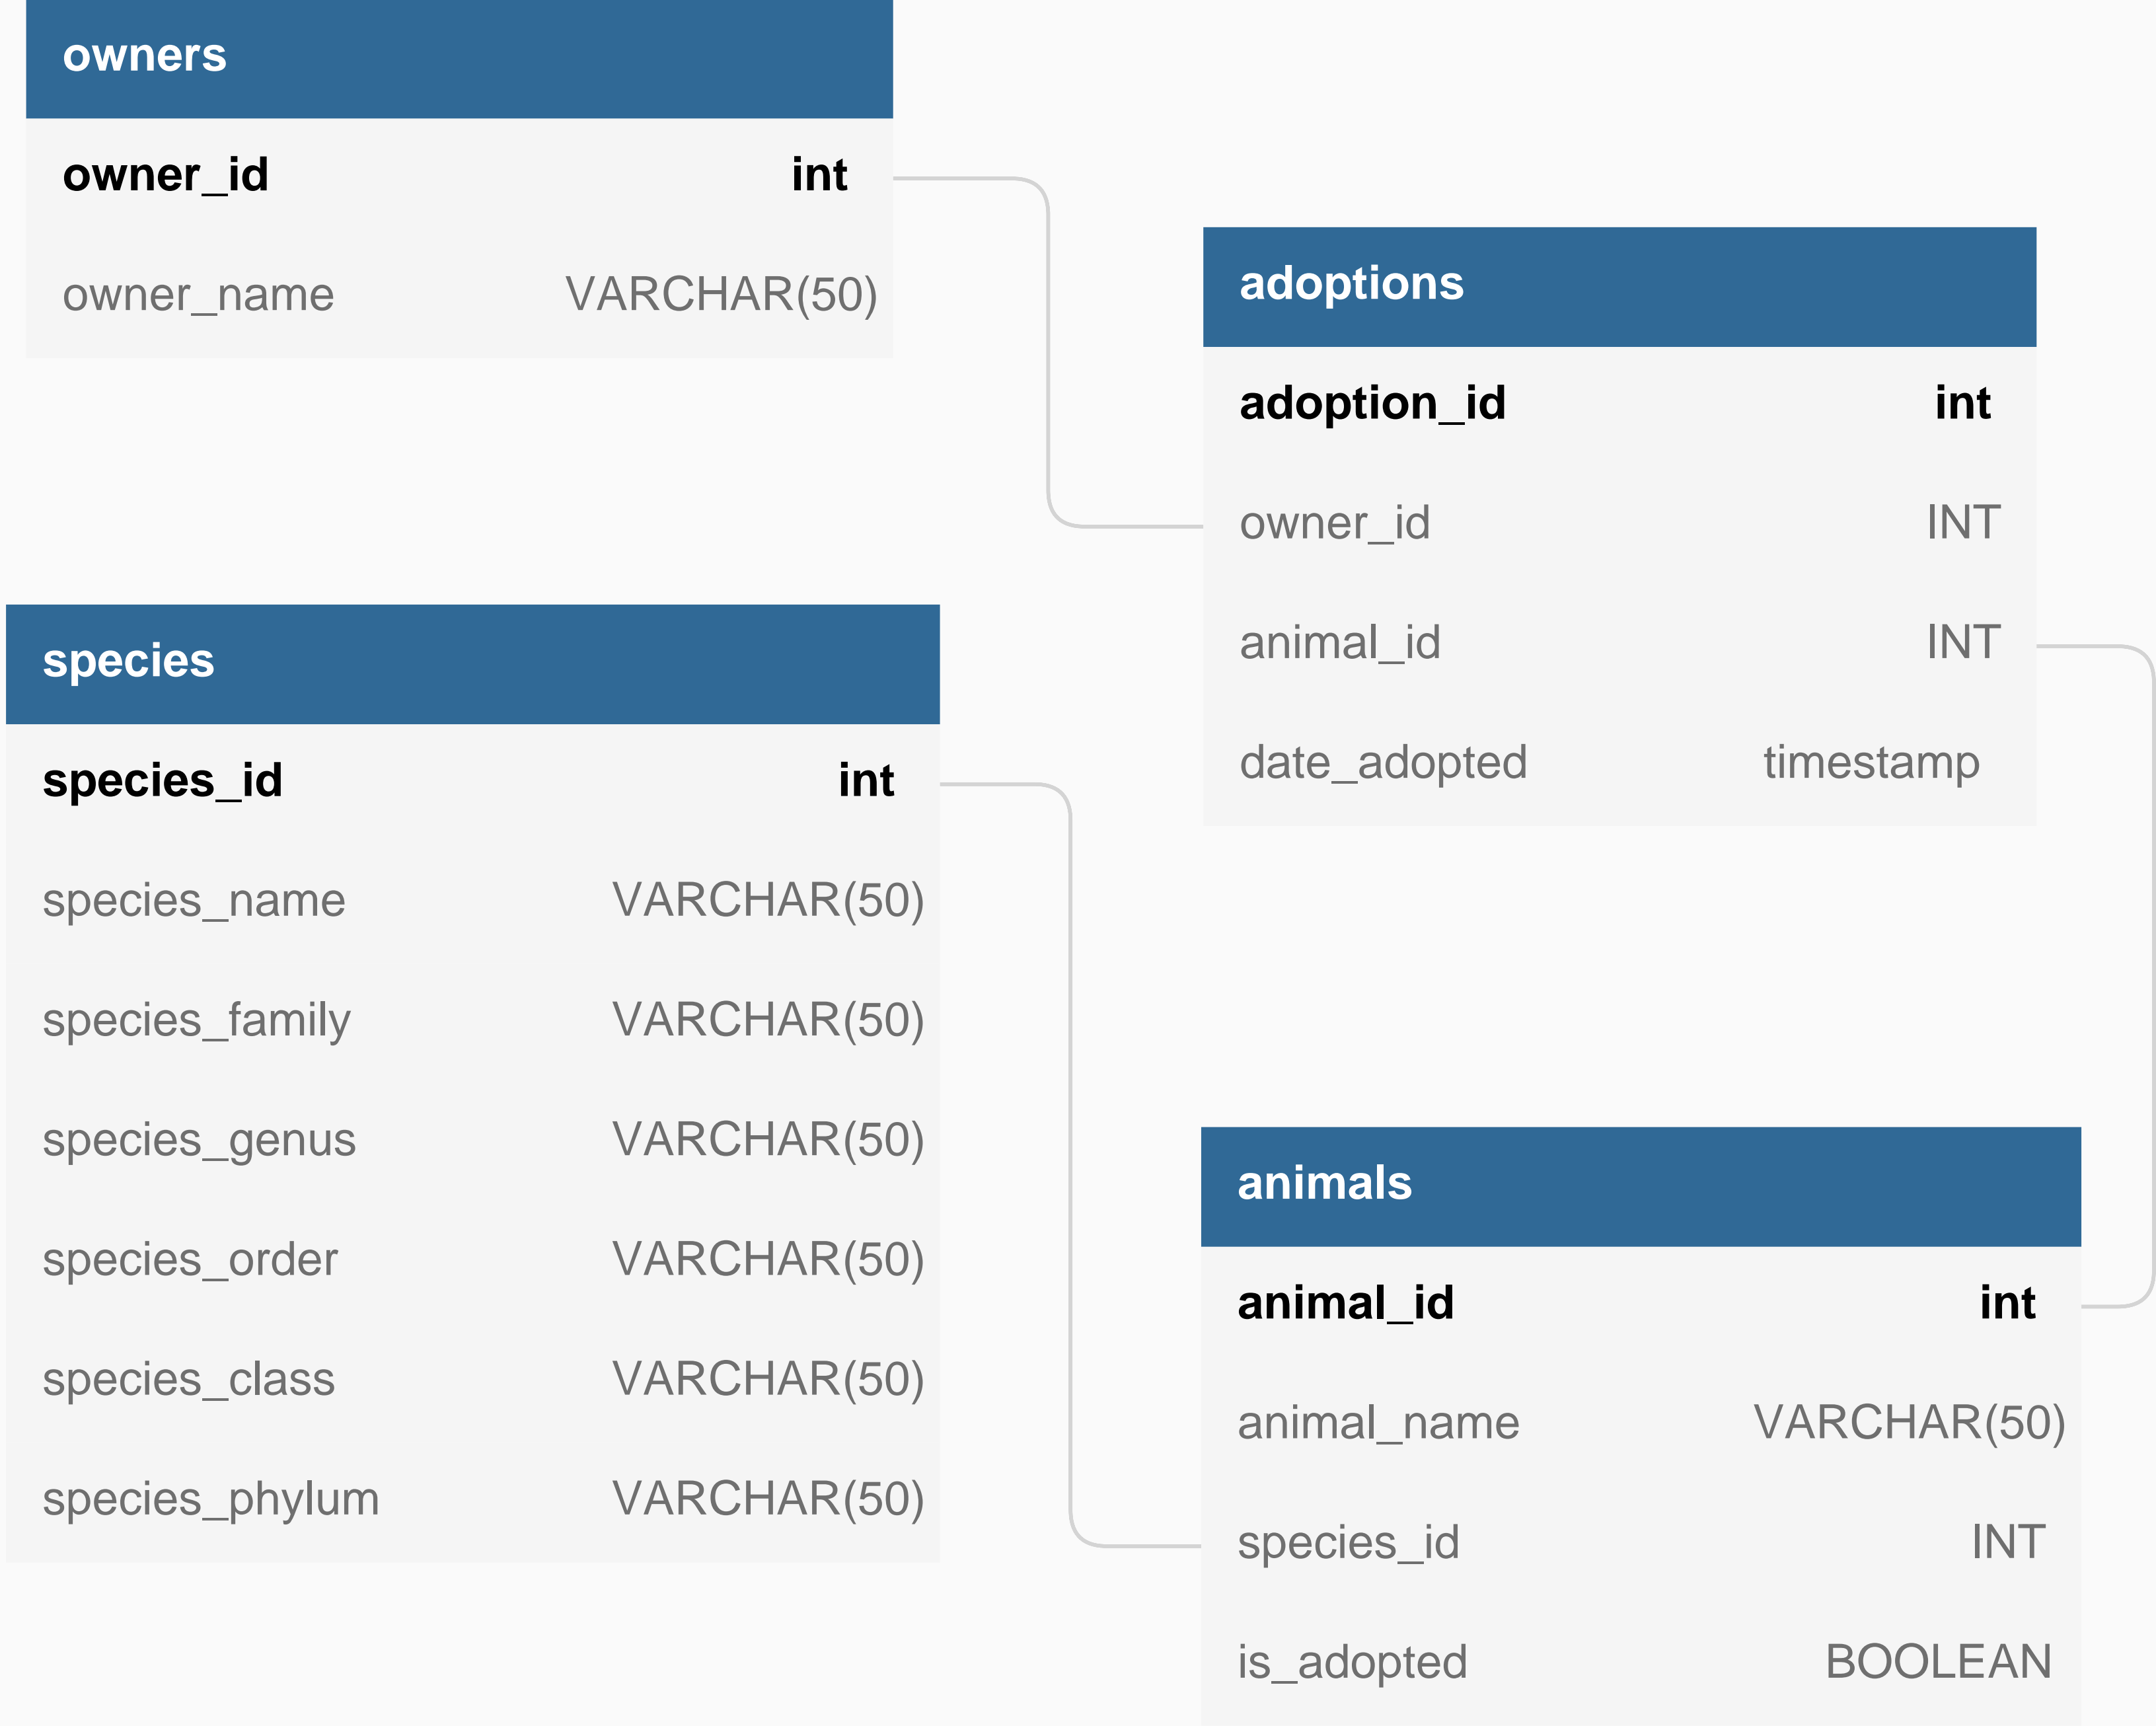 owners
owner_id int
owner_name VARCHAR(50)
adoptions
adoption_id int
owner_id INT
animal_id INT
date_adopted timestamp
species
species_id int
species_name VARCHAR(50)
species_family VARCHAR(50)
species_genus VARCHAR(50)
species_order VARCHAR(50)
species_class VARCHAR(50)
species_phylum VARCHAR(50)
animals
animal_id int
animal_name VARCHAR(50)
species_id INT
is_adopted BOOLEAN